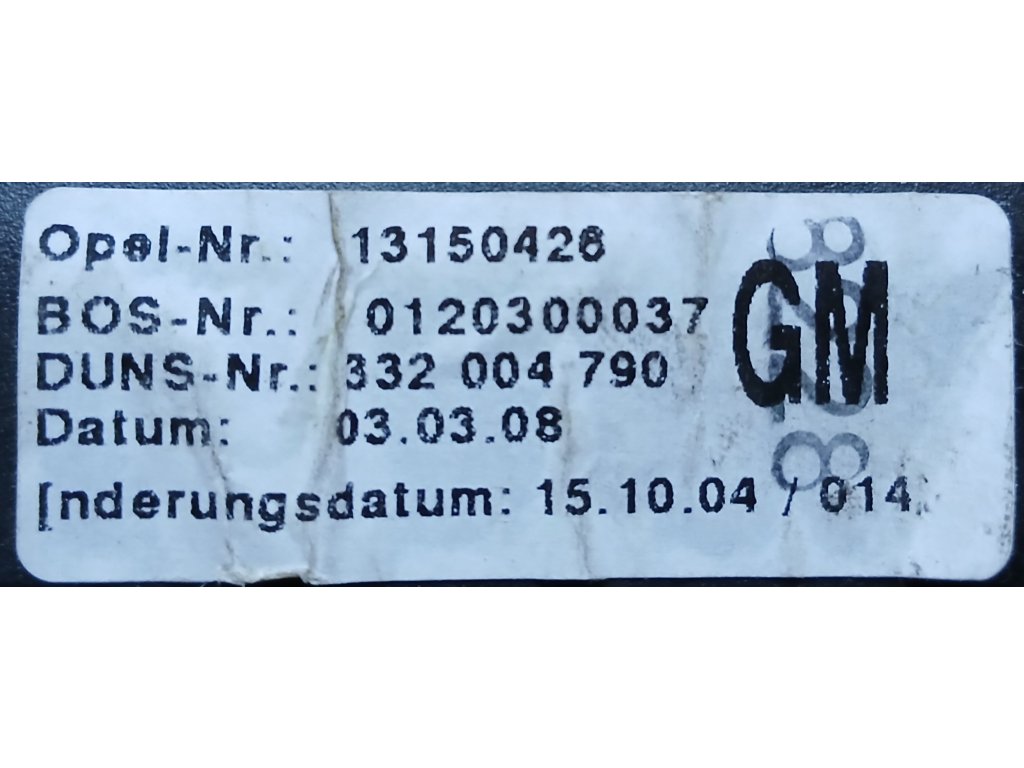 Opel-Nr.: 13150426
BOS-Nr.: 0120300037
DUNS-Nr.: 332 004 790
Datum: 03.03.08
[nderungsdatum: 15.10.04 / 014
GM